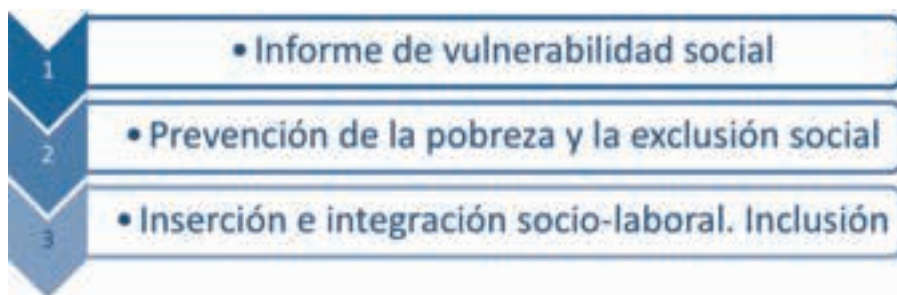 1
• Informe de vulnerabilidad social
2
• Prevención de la pobreza y la exclusión social
3
• Inserción e integración socio-laboral. Inclusión